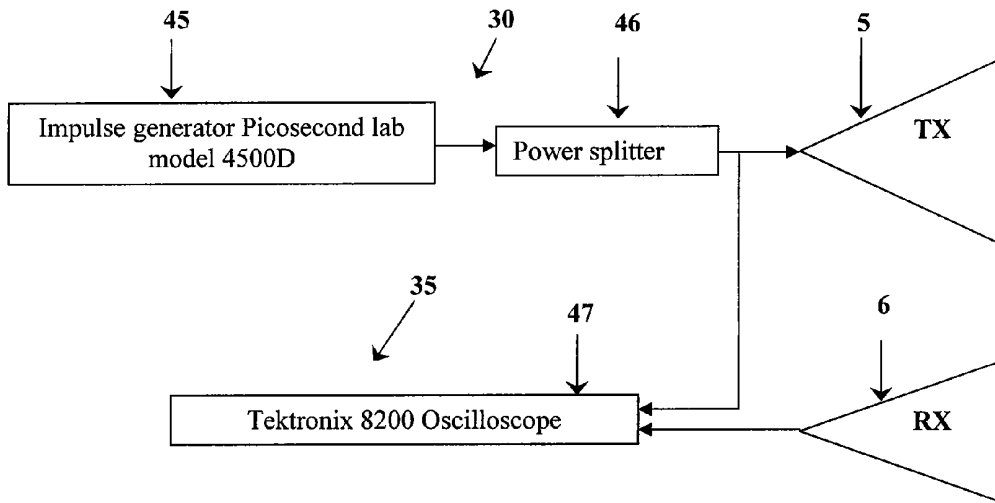 45
30
46
5
Impulse generator Picosecond lab
model 4500D
Power splitter
TX
35
47
6
Tektronix 8200 Oscilloscope
RX